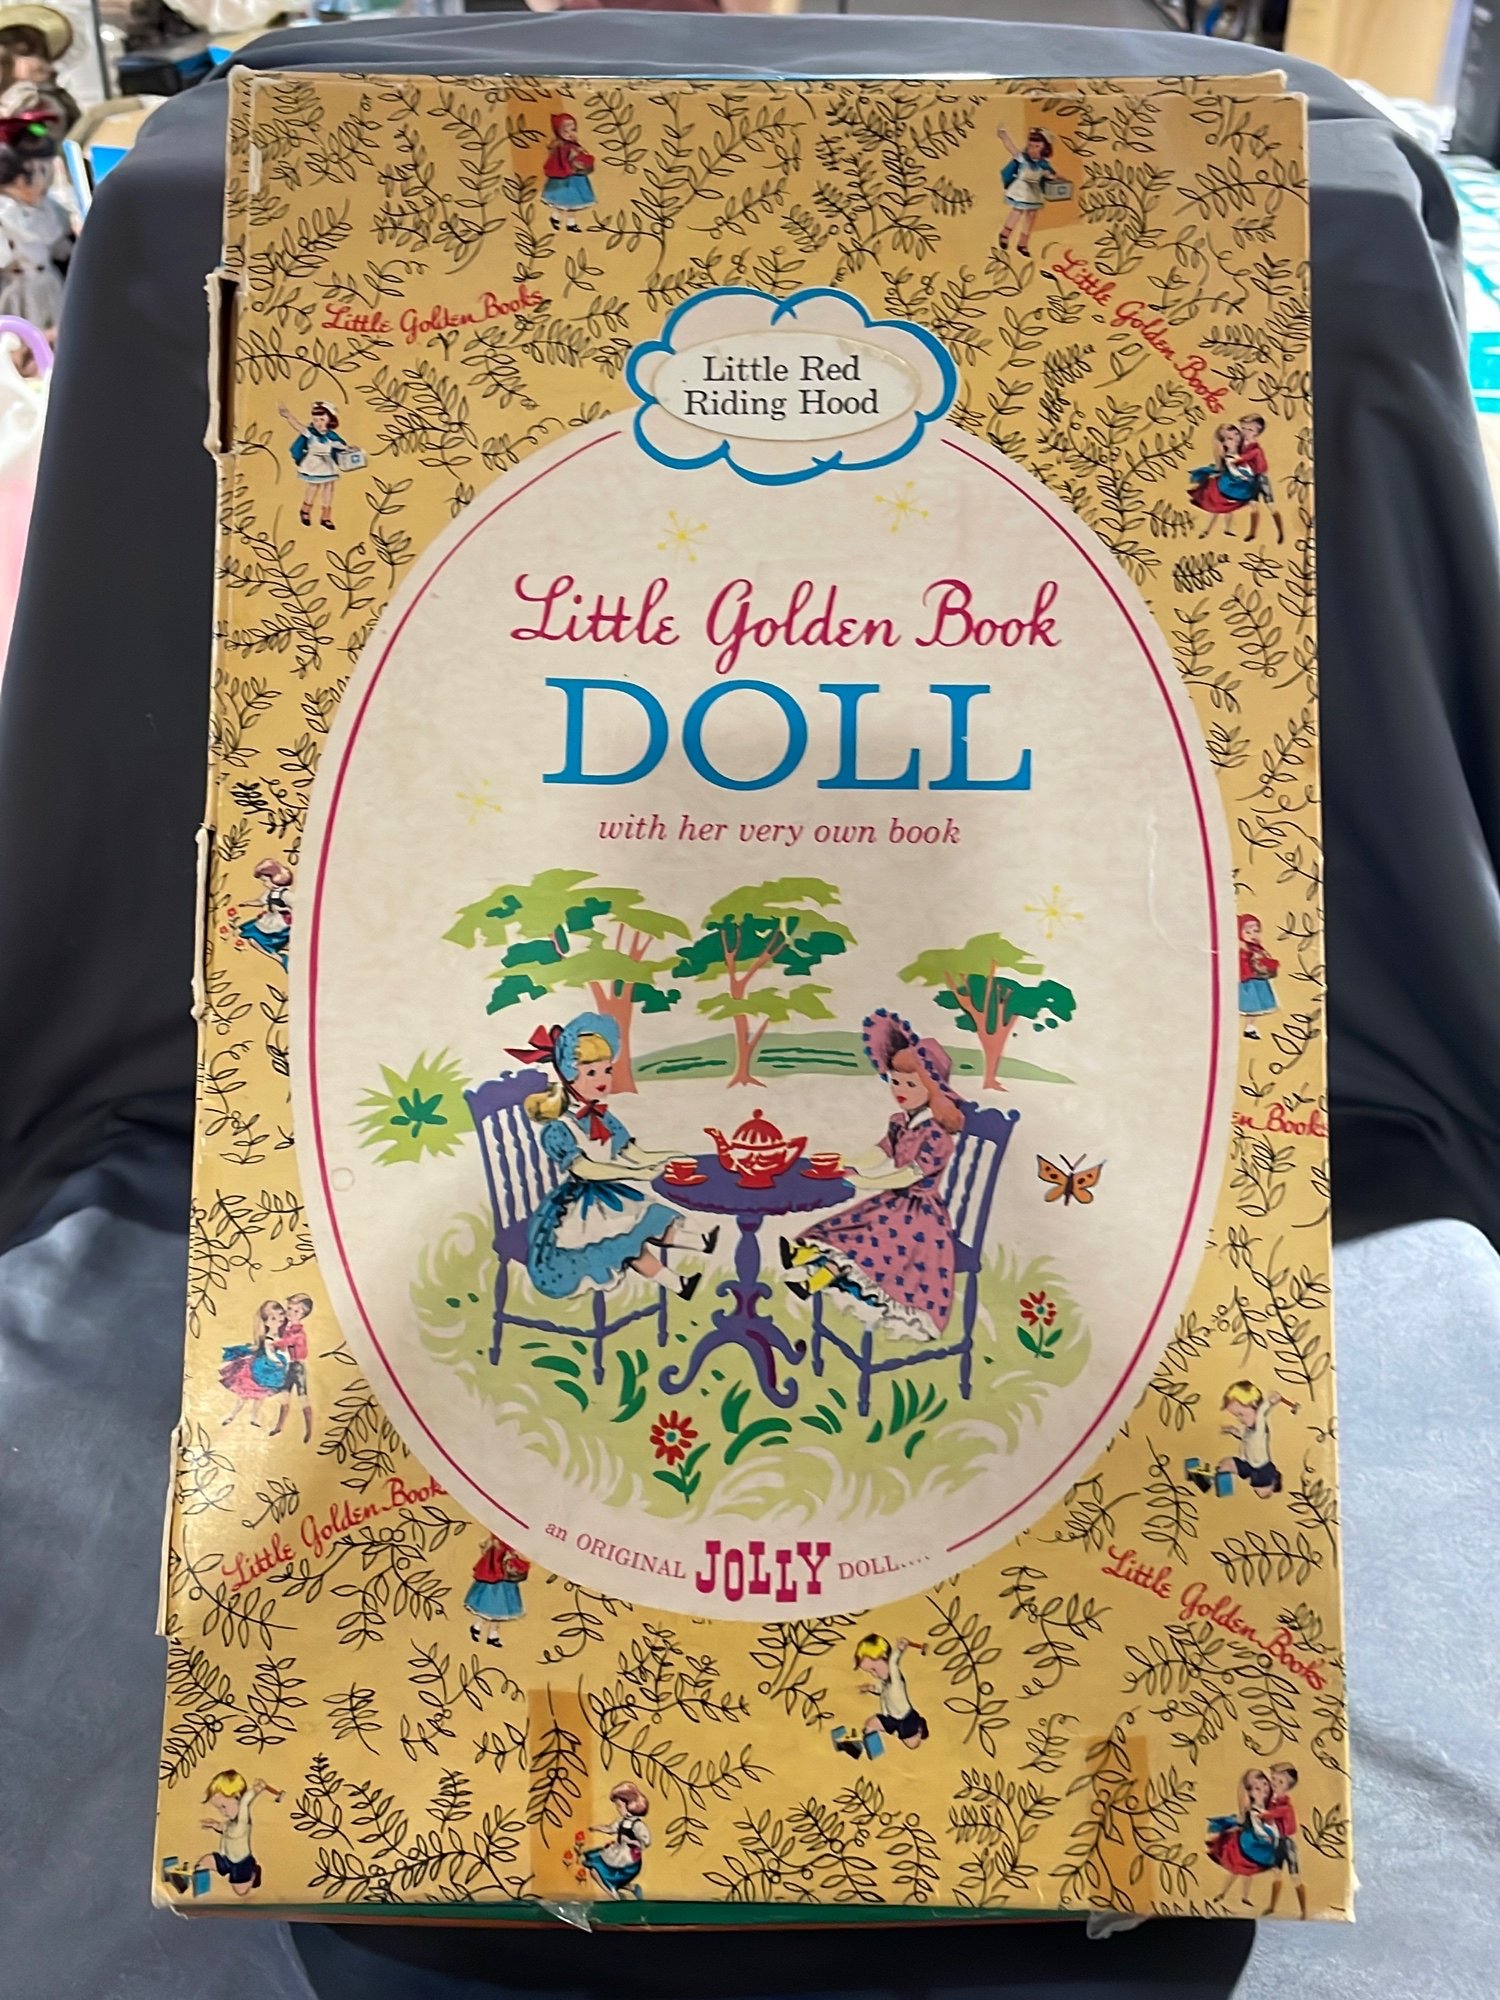 Little Golden Books
Little Golden Books
Little Red
Riding Hood
Little Golden Book
DOLL
with her very own book
n Books
Little Golden Book
an ORIGINAL JOLLY DOLL....
Little Golden Books